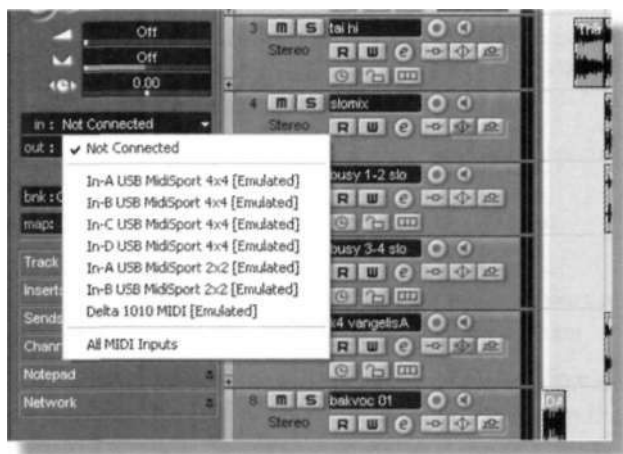 Off
Off
0.00
in : Not Connected
out :
✓ Not Connected
In-A USB MidiSport 4x4 [Emulated]
In-B USB MidiSport 4x4 [Emulated]
In-C USB MidiSport 4x4 [Emulated]
In-D USB MidiSport 4x4 [Emulated]
In-A USB MidiSport 2x2 [Emulated]
In-B USB MidiSport 2x2 [Emulated]
Delta 1010 MIDI [Emulated]
All MIDI Inputs
bnk :
map:
Track
Inserts
Sends
Chann
Notepad
Network
3 m S tai hi
Stereo R W e
4 m S slomix
Stereo R W e
busy 1-2 slo
R W e
busy 3-4 slo
R W e
x4 vangelisA
R W e
8 m S bakvoc 01
Stereo R W e